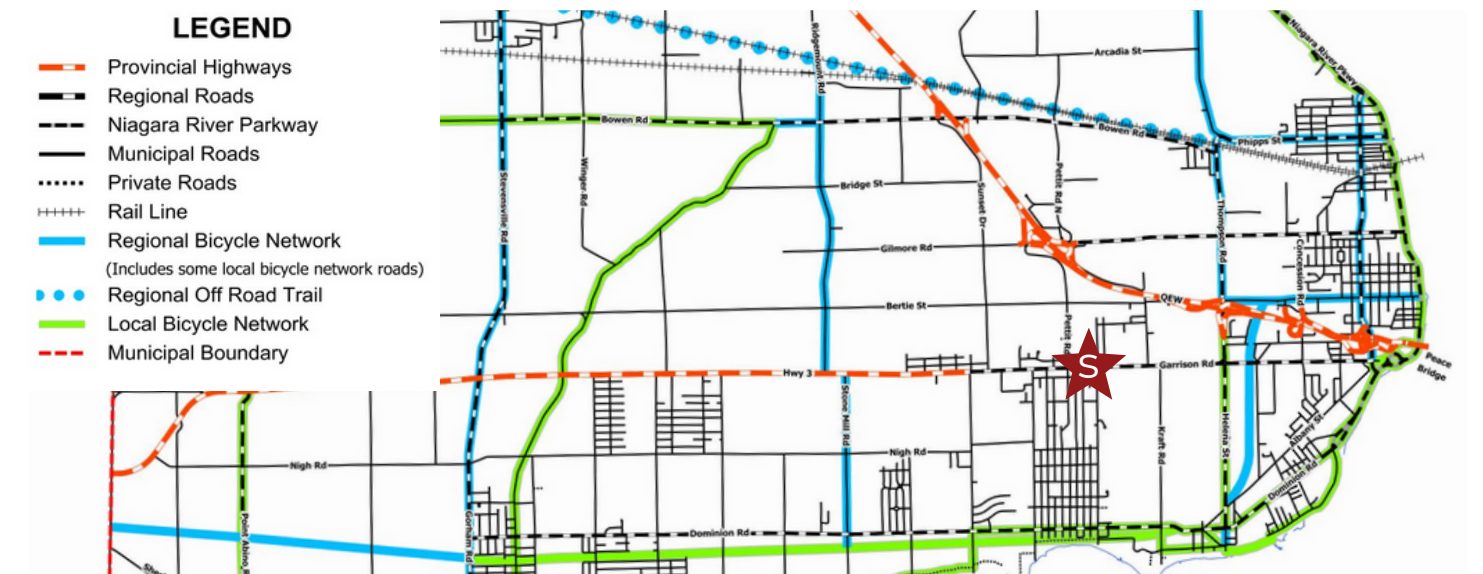 LEGEND
Provincial Highways
Regional Roads
Niagara River Parkway
Municipal Roads
Private Roads
Rail Line
Regional Bicycle Network
(Includes some local bicycle network roads)
Regional Off Road Trail
Local Bicycle Network
Municipal Boundary
Ridgemount Rd
Niagara River Pkwy
Arcadia St
Bowen Rd
Bowen Rd
Phipps St
Winger Rd
Stevensville Rd
Bridge St
Sunset Dr
Pettit Rd N
Thompson Rd
Gilmore Rd
Concession Rd
Bertie St
QEW
Pettit Rd
S
Garrison Rd
Peace
Bridge
Hwy 3
Stone Mill Rd
Helena St
Kraft Rd
Albany St
Nigh Rd
Nigh Rd
Dominion Rd
Dominion Rd
Gorham Rd
Point Abino R
She